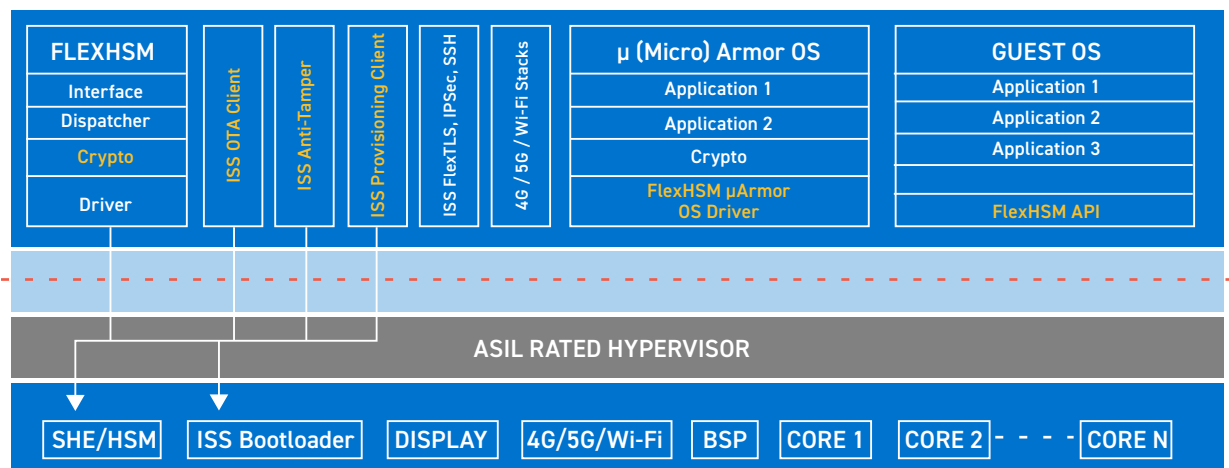 FLEXHSM
Interface
Dispatcher
Crypto
Driver
ISS OTA Client
ISS Anti-Tamper
ISS Provisioning Client
ISS FlexTLS, IPSec, SSH
4G / 5G / Wi-Fi Stacks
µ (Micro) Armor OS
Application 1
Application 2
Crypto
FlexHSM µArmor
OS Driver
GUEST OS
Application 1
Application 2
Application 3
FlexHSM API
ASIL RATED HYPERVISOR
SHE/HSM
ISS Bootloader
DISPLAY
4G/5G/Wi-Fi
BSP
CORE 1
CORE 2
CORE N